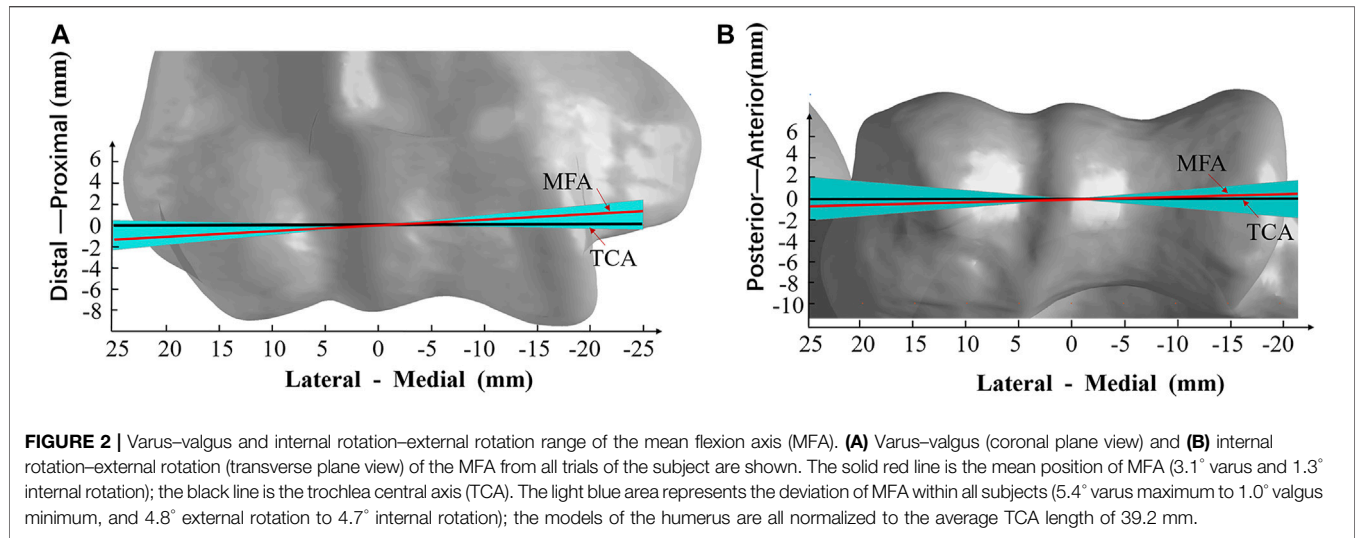 A
B
Distal —Proximal (mm)
6
4
2
0
-2
-4
-6
-8
MFA
TCA
25 20 15 10 5 0 -5 -10 -15 -20 -25
Lateral - Medial (mm)
Posterior—Anterior(mm)
6
4
2
0
-2
-4
-6
-8
-10
MFA
TCA
25 20 15 10 5 0 -5 -10 -15 -20
Lateral - Medial (mm)
FIGURE 2 | Varus–valgus and internal rotation–external rotation range of the mean flexion axis (MFA). (A) Varus–valgus (coronal plane view) and (B) internal
rotation–external rotation (transverse plane view) of the MFA from all trials of the subject are shown. The solid red line is the mean position of MFA (3.1° varus and 1.3°
internal rotation); the black line is the trochlea central axis (TCA). The light blue area represents the deviation of MFA within all subjects (5.4° varus maximum to 1.0° valgus
minimum, and 4.8° external rotation to 4.7° internal rotation); the models of the humerus are all normalized to the average TCA length of 39.2 mm.